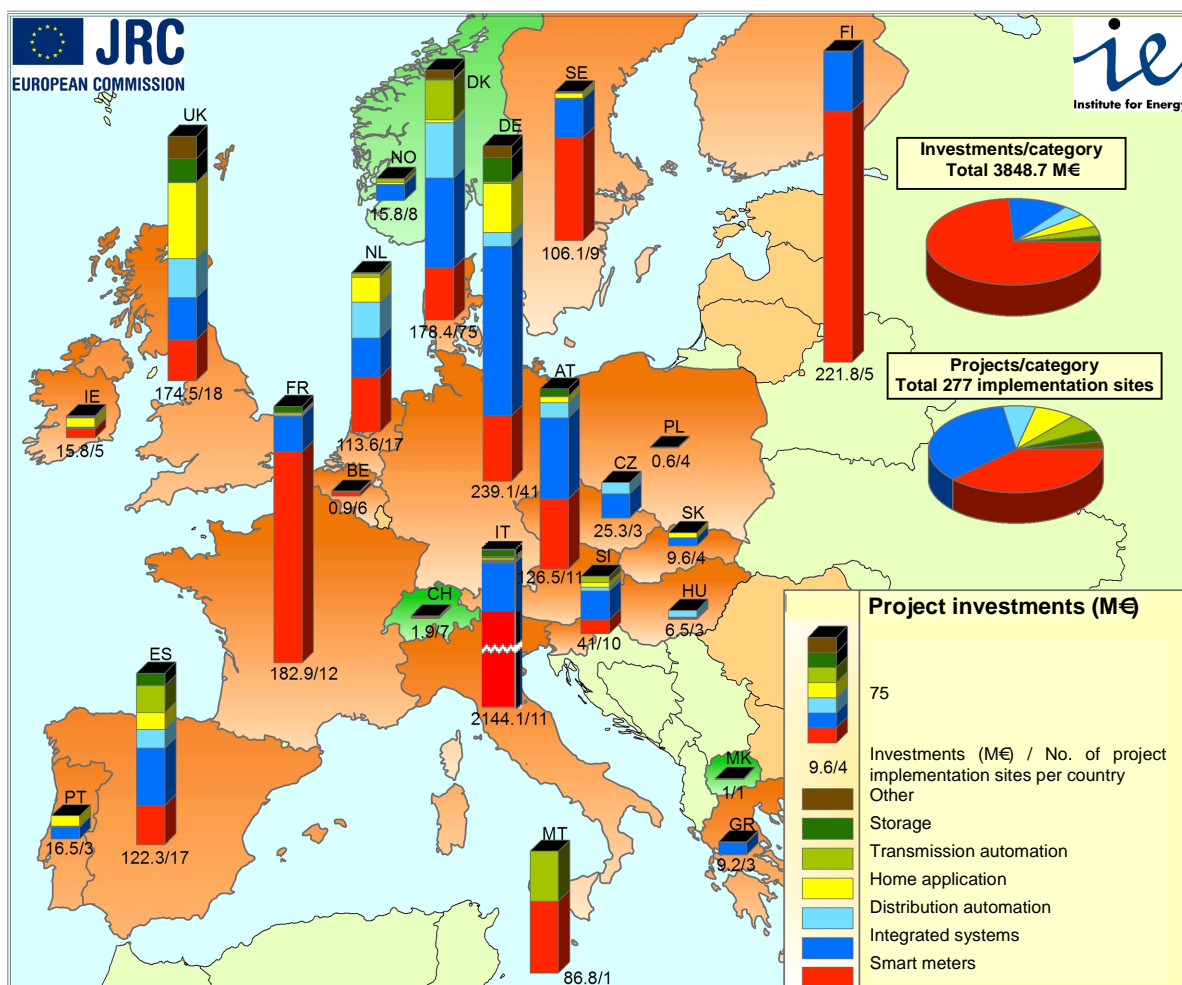 JRC
EUROPEAN COMMISSION
ie
Institute for Energy
FI
SE
DK
UK
DE
Investments/category
Total 3848.7 M€
NO
15.8/8
106.1/9
NL
178.4/75
Projects/category
Total 277 implementation sites
221.8/5
174.5/18
FR
AT
IE
15.8/5
113.6/17
PL
0.6/4
BE
0.9/6
CZ
239.1/41
25.3/3
SK
9.6/4
IT
126.5/11
SI
41/10
CH
1.9/7
HU
6.5/3
182.9/12
ES
2144.1/11
PT
16.5/3
122.3/17
MK
1/1
GR
9.2/3
MT
86.8/1
Project investments (M€)
75
9.6/4
Investments (M€) / No. of project
implementation sites per country
Other
Storage
Transmission automation
Home application
Distribution automation
Integrated systems
Smart meters